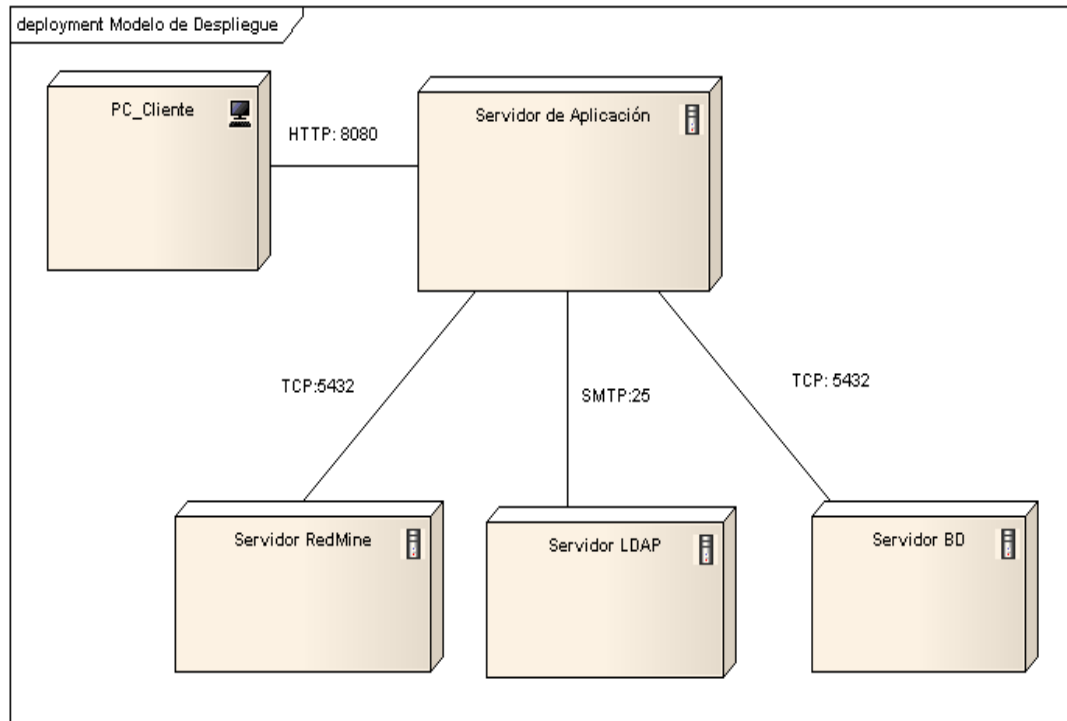 deployment Modelo de Despliegue
PC_Cliente
Servidor de Aplicación
HTTP: 8080
TCP:5432
SMTP:25
TCP: 5432
Servidor RedMine
Servidor LDAP
Servidor BD